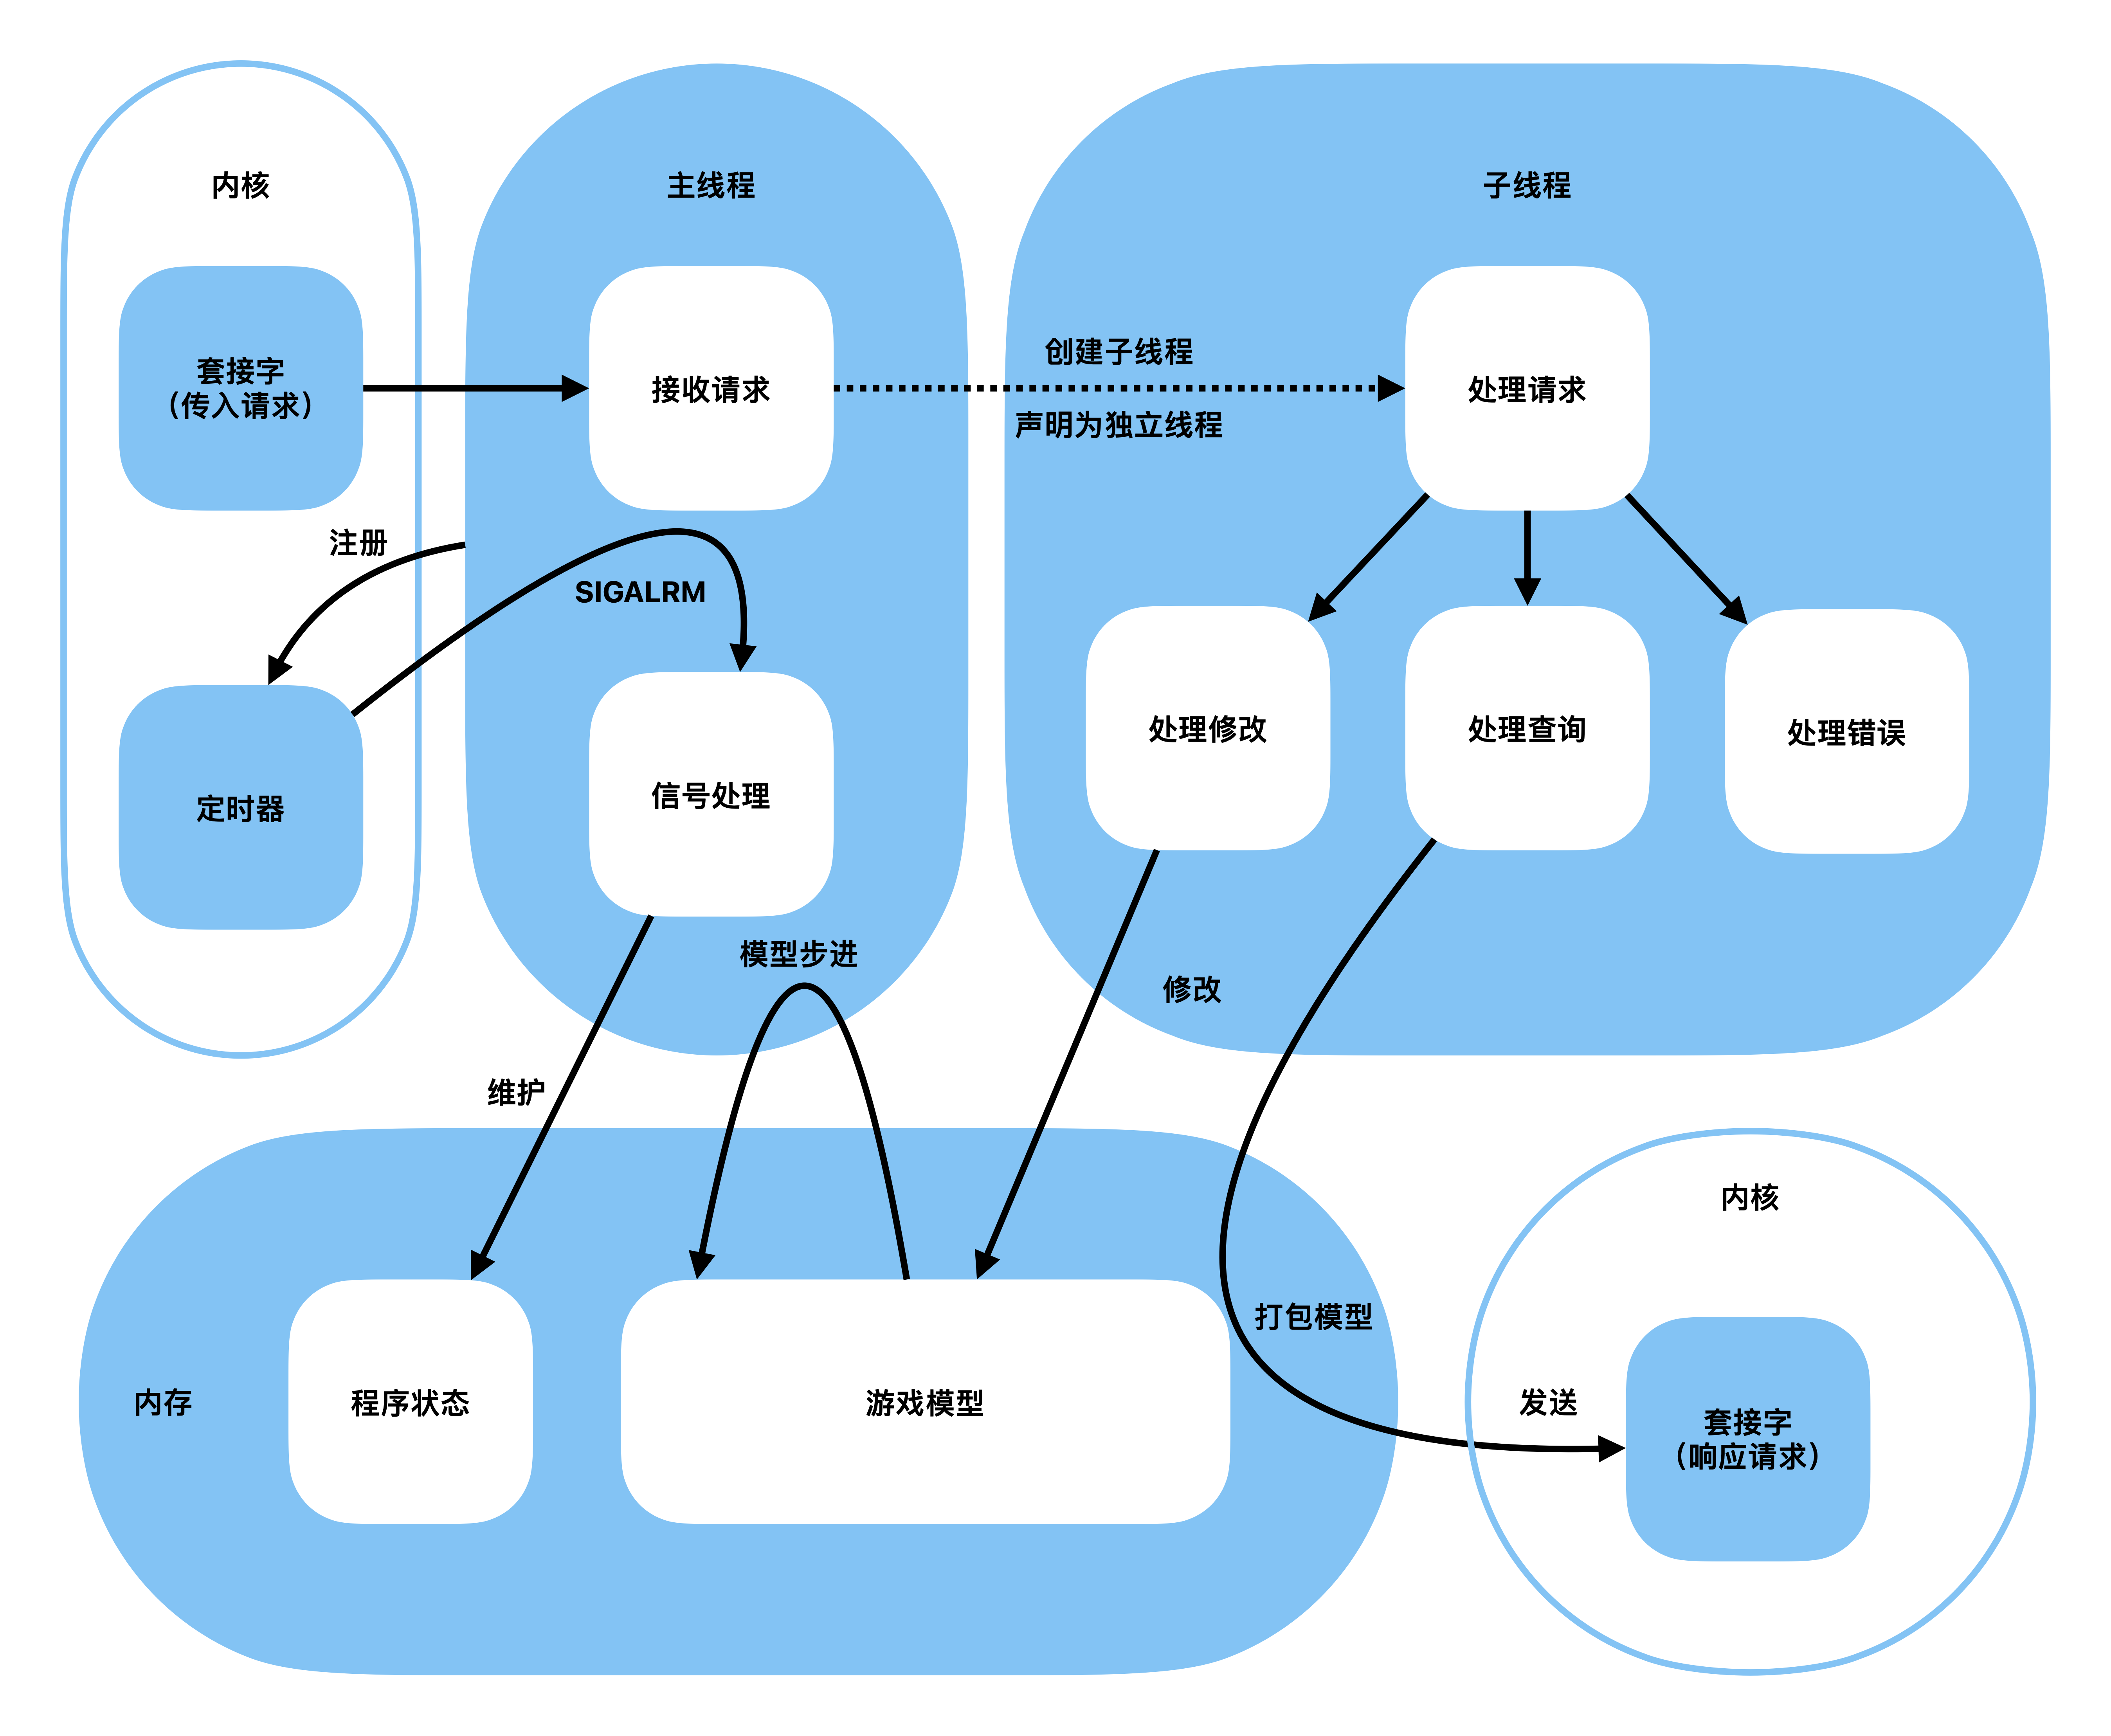 内核
主线程
子线程
套接字
（传入请求）
接收请求
创建子线程
声明为独立线程
处理请求
注册
SIGALRM
定时器
信号处理
处理修改
处理查询
处理错误
模型步进
修改
维护
内核
打包模型
内存
程序状态
游戏模型
发送
套接字
（响应请求）